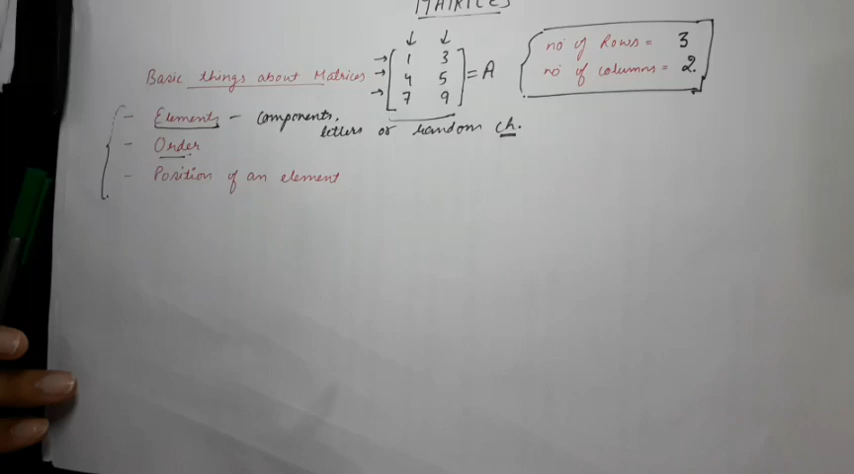 MATRICES
↓ ↓
→ [ 1 3
Basic things about Matrices → 4 5 ] = A
→ 7 9
no of Rows = 3
no of columns = 2.
- Elements - components,
letters or random ch.
- Order
- Position of an element